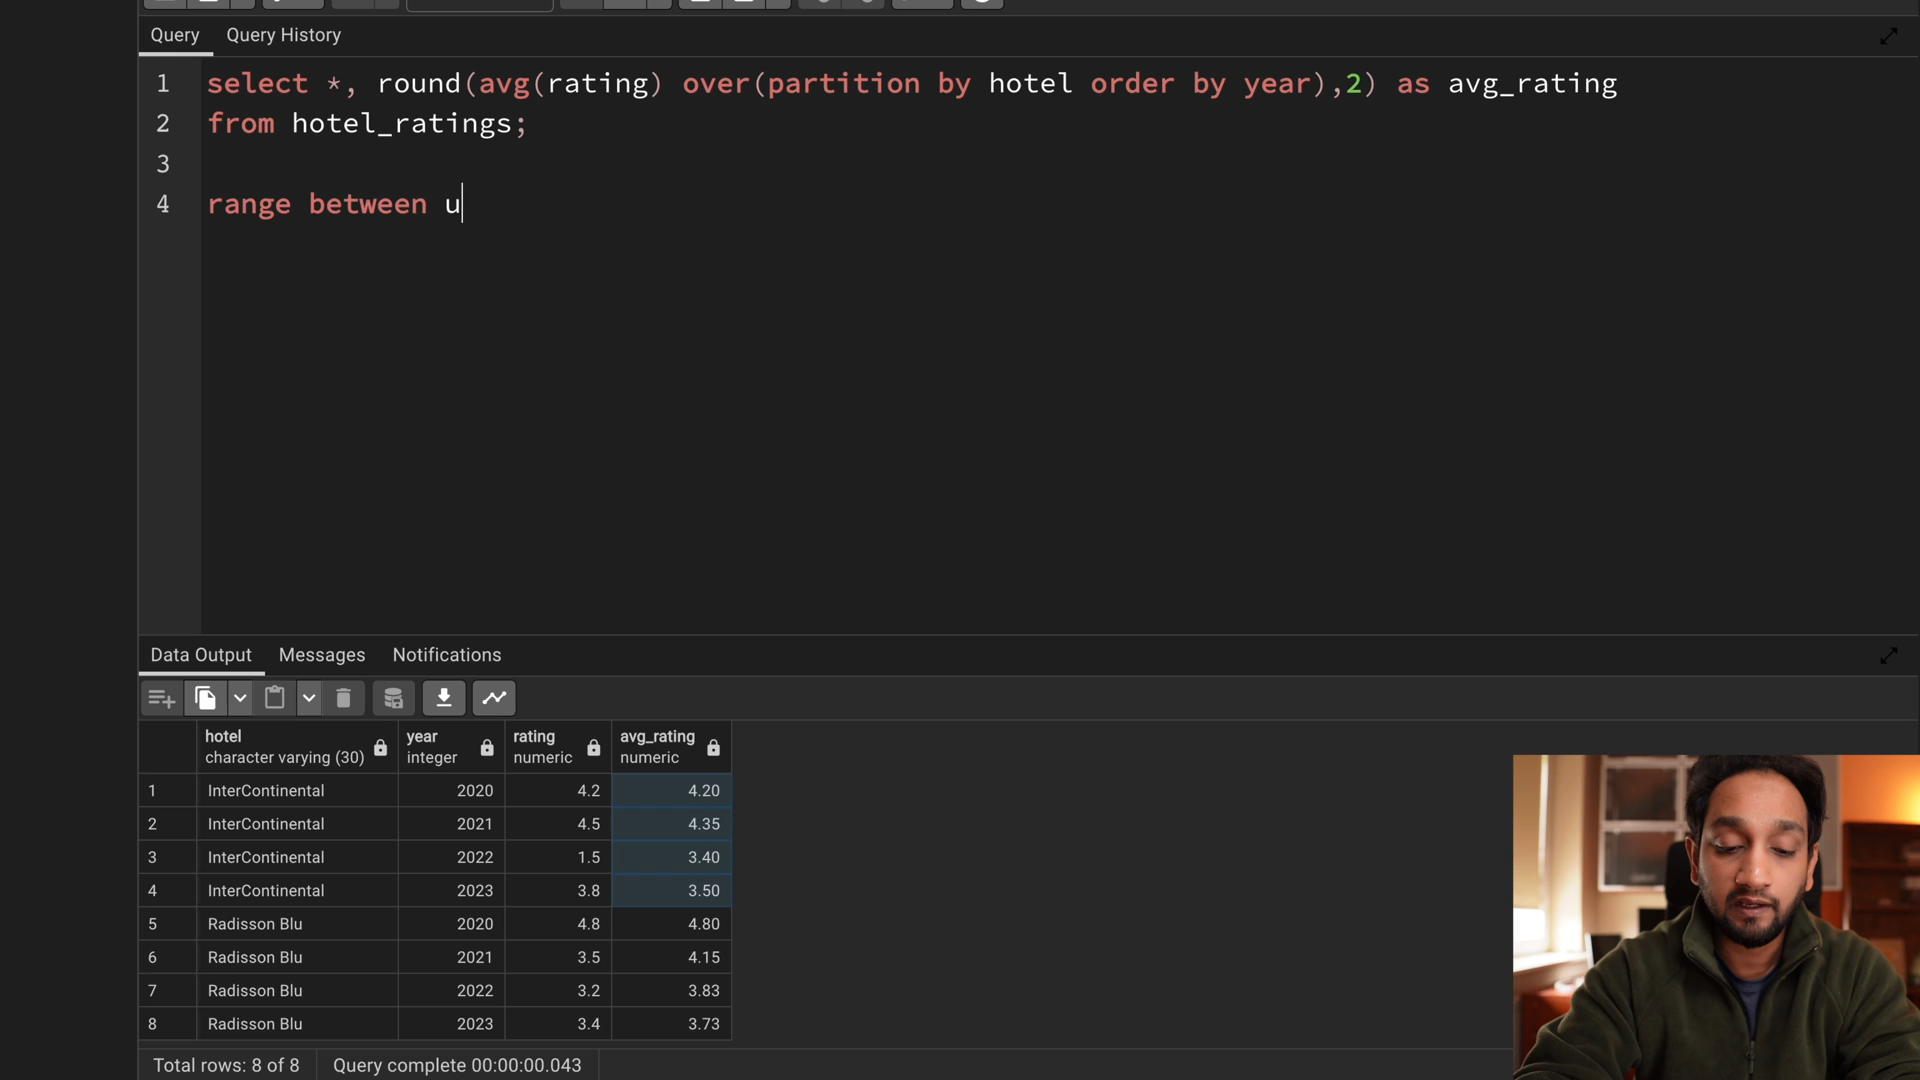 Query Query History
1 select *, round(avg(rating) over(partition by hotel order by year),2) as avg_rating
2 from hotel_ratings;
3
4 range between u
Data Output Messages Notifications
hotel year rating avg_rating
character varying (30) integer numeric numeric
1 InterContinental 2020 4.2 4.20
2 InterContinental 2021 4.5 4.35
3 InterContinental 2022 1.5 3.40
4 InterContinental 2023 3.8 3.50
5 Radisson Blu 2020 4.8 4.80
6 Radisson Blu 2021 3.5 4.15
7 Radisson Blu 2022 3.2 3.83
8 Radisson Blu 2023 3.4 3.73
Total rows: 8 of 8 Query complete 00:00:00.043